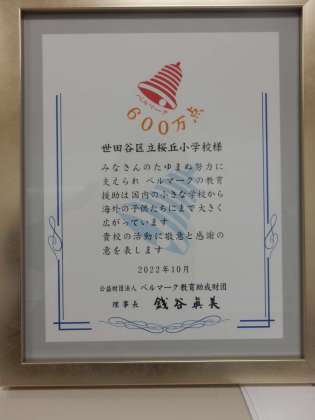 ベルマーク
600万点
世田谷区立桜丘小学校様
みなさんのたゆまぬ努力に
支えられ ベルマークの教育
援助は国内の小さな学校から
海外の子供たちにまで大きく
広がっています
貴校の活動に敬意と感謝の
意を表します
2022年10月
公益財団法人 ベルマーク教育助成財団
理事長 銭谷眞美